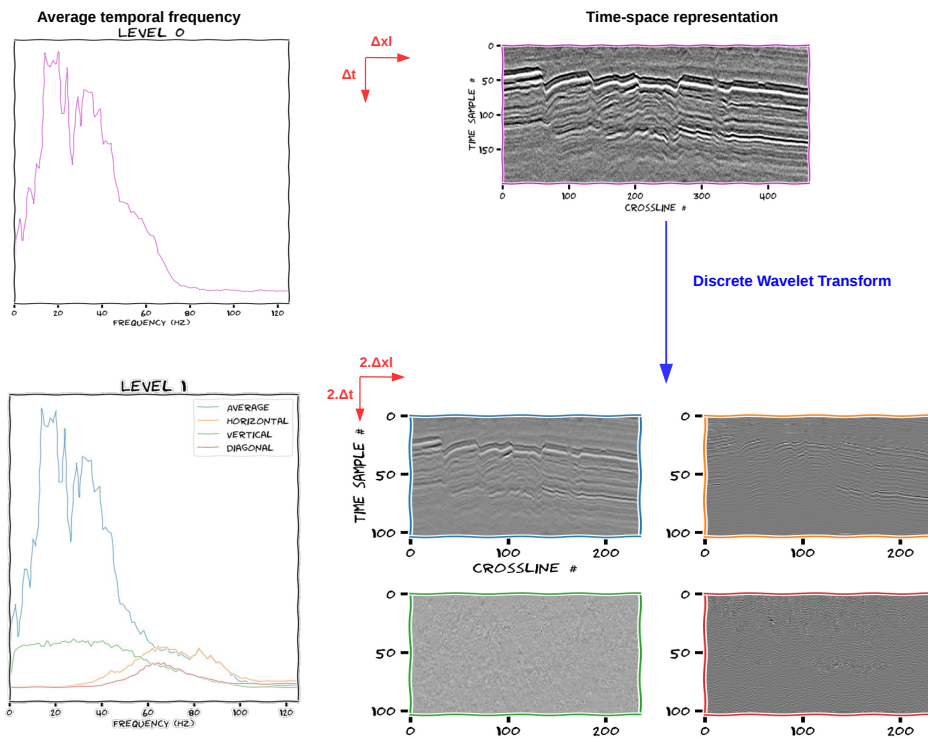 Average temporal frequency
LEVEL 0
0 20 40 60 80 100 120
FREQUENCY (HZ)
Δxl
Δt
Time-space representation
0
50
100
150
TIME SAMPLE #
0 100 200 300 400
CROSSLINE #
Discrete Wavelet Transform
LEVEL 1
AVERAGE
HORIZONTAL
VERTICAL
DIAGONAL
0 20 40 60 80 100 120
FREQUENCY (HZ)
2.Δxl
2.Δt
0
50
100
TIME SAMPLE #
0 100 200
CROSSLINE #
0
50
100
0 100 200
0
50
100
0 100 200
0
50
100
0 100 200